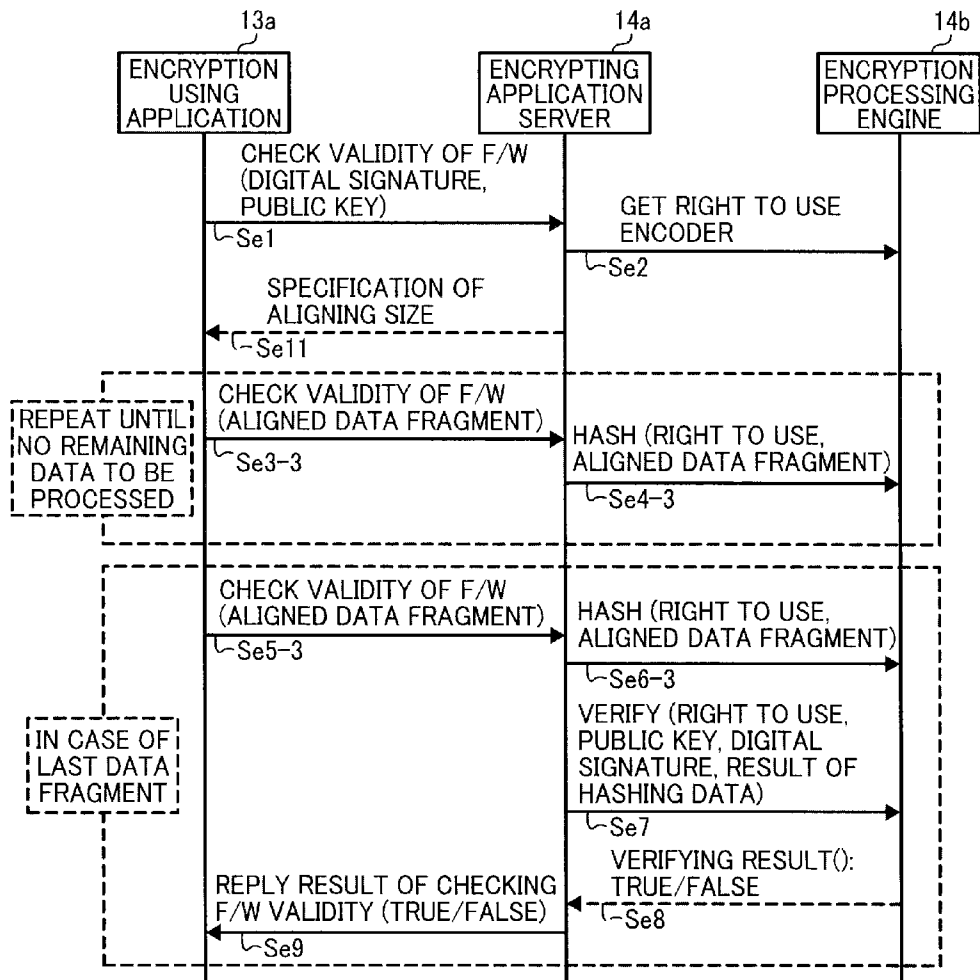 13a
14a
14b
ENCRYPTION
USING
APPLICATION
ENCRYPTING
APPLICATION
SERVER
ENCRYPTION
PROCESSING
ENGINE
CHECK VALIDITY OF F/W
(DIGITAL SIGNATURE,
PUBLIC KEY)
Se1
GET RIGHT TO USE
ENCODER
Se2
SPECIFICATION OF
ALIGNING SIZE
Se11
REPEAT UNTIL
NO REMAINING
DATA TO BE
PROCESSED
CHECK VALIDITY OF F/W
(ALIGNED DATA FRAGMENT)
Se3-3
HASH (RIGHT TO USE,
ALIGNED DATA FRAGMENT)
Se4-3
CHECK VALIDITY OF F/W
(ALIGNED DATA FRAGMENT)
Se5-3
HASH (RIGHT TO USE,
ALIGNED DATA FRAGMENT)
Se6-3
IN CASE OF
LAST DATA
FRAGMENT
VERIFY (RIGHT TO USE,
PUBLIC KEY, DIGITAL
SIGNATURE, RESULT OF
HASHING DATA)
Se7
VERIFYING RESULT():
TRUE/FALSE
Se8
REPLY RESULT OF CHECKING
F/W VALIDITY (TRUE/FALSE)
Se9